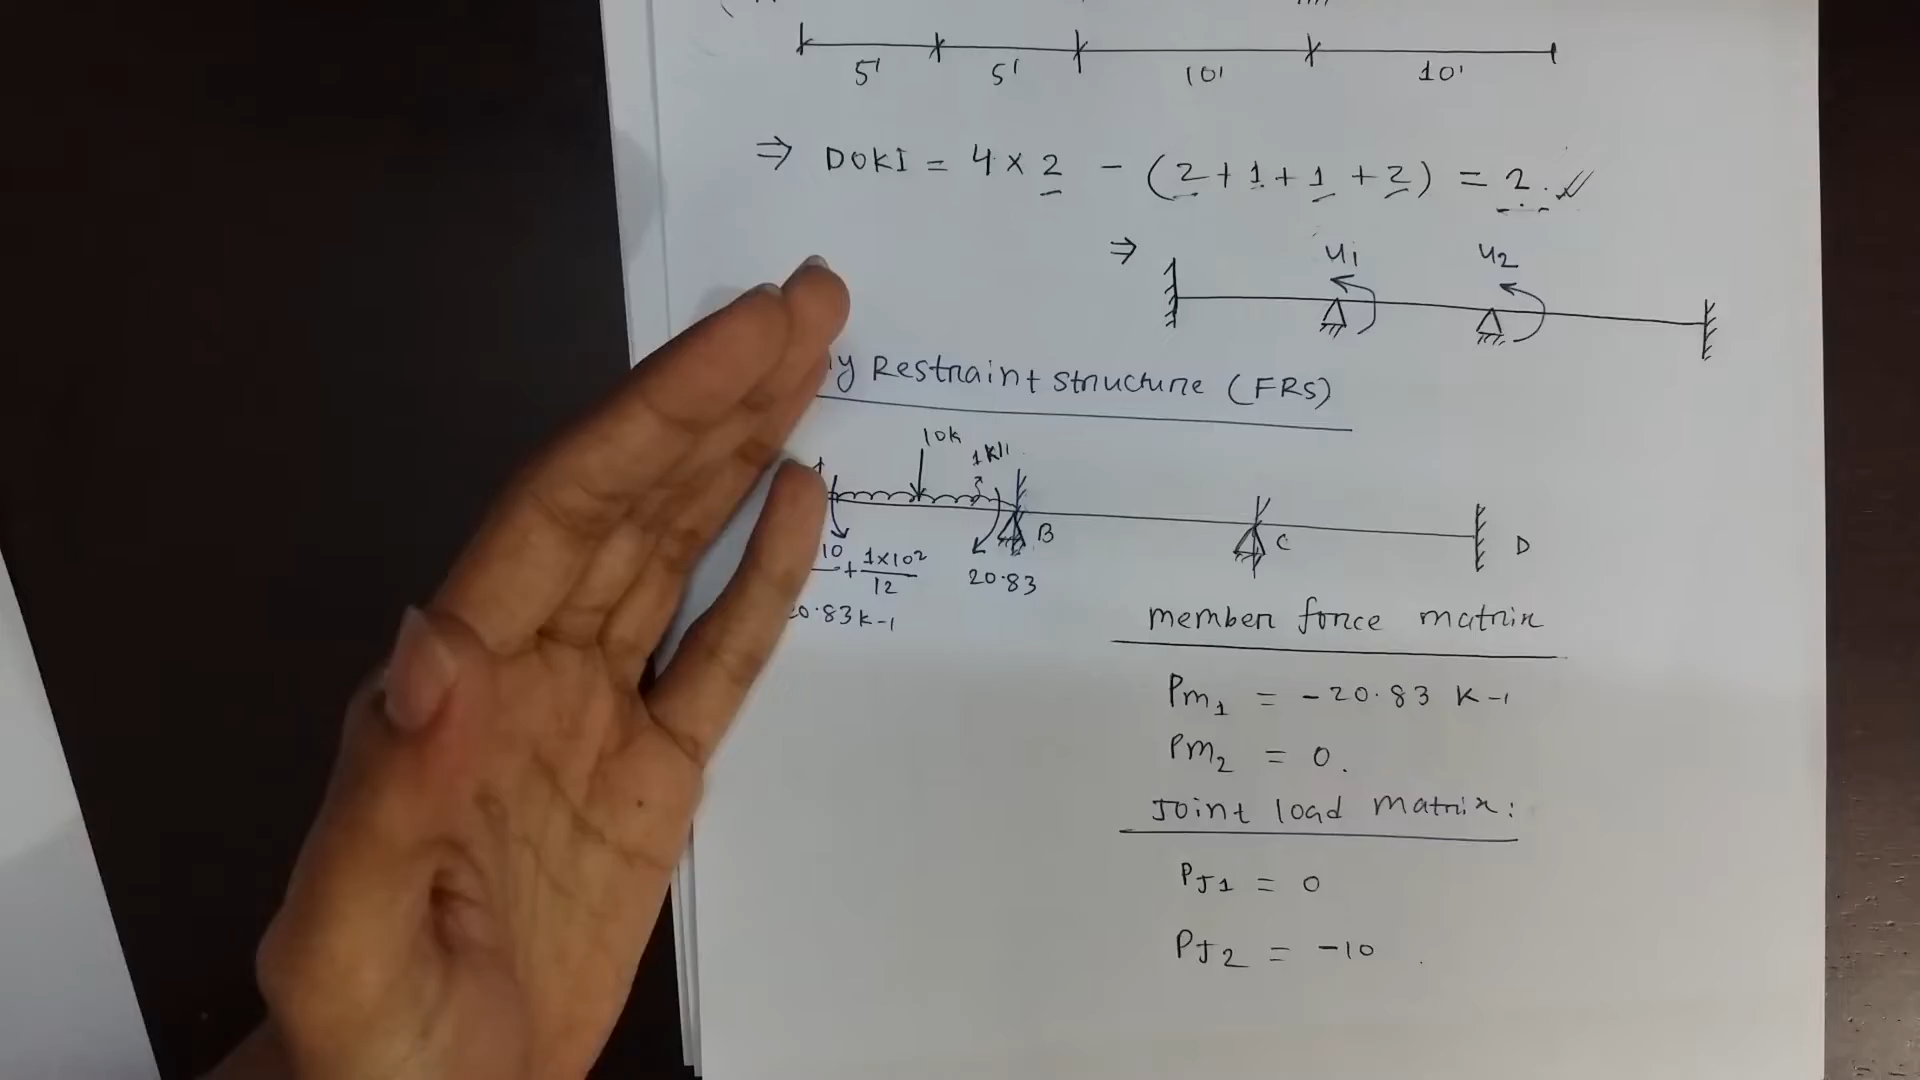 5' 5' 10' 10'
⇒ DOKI = 4 × 2 - (2 + 1 + 1 + 2) = 2. ✓
⇒ u1 u2
y Restraint structure (FRS)
10k 1k/1
B C D
10 + 1×10²/12 20.83
20.83 k-1
member force matrix
Pm1 = -20.83 k-1
Pm2 = 0.
Joint load matrix:
PJ1 = 0
PJ2 = -10